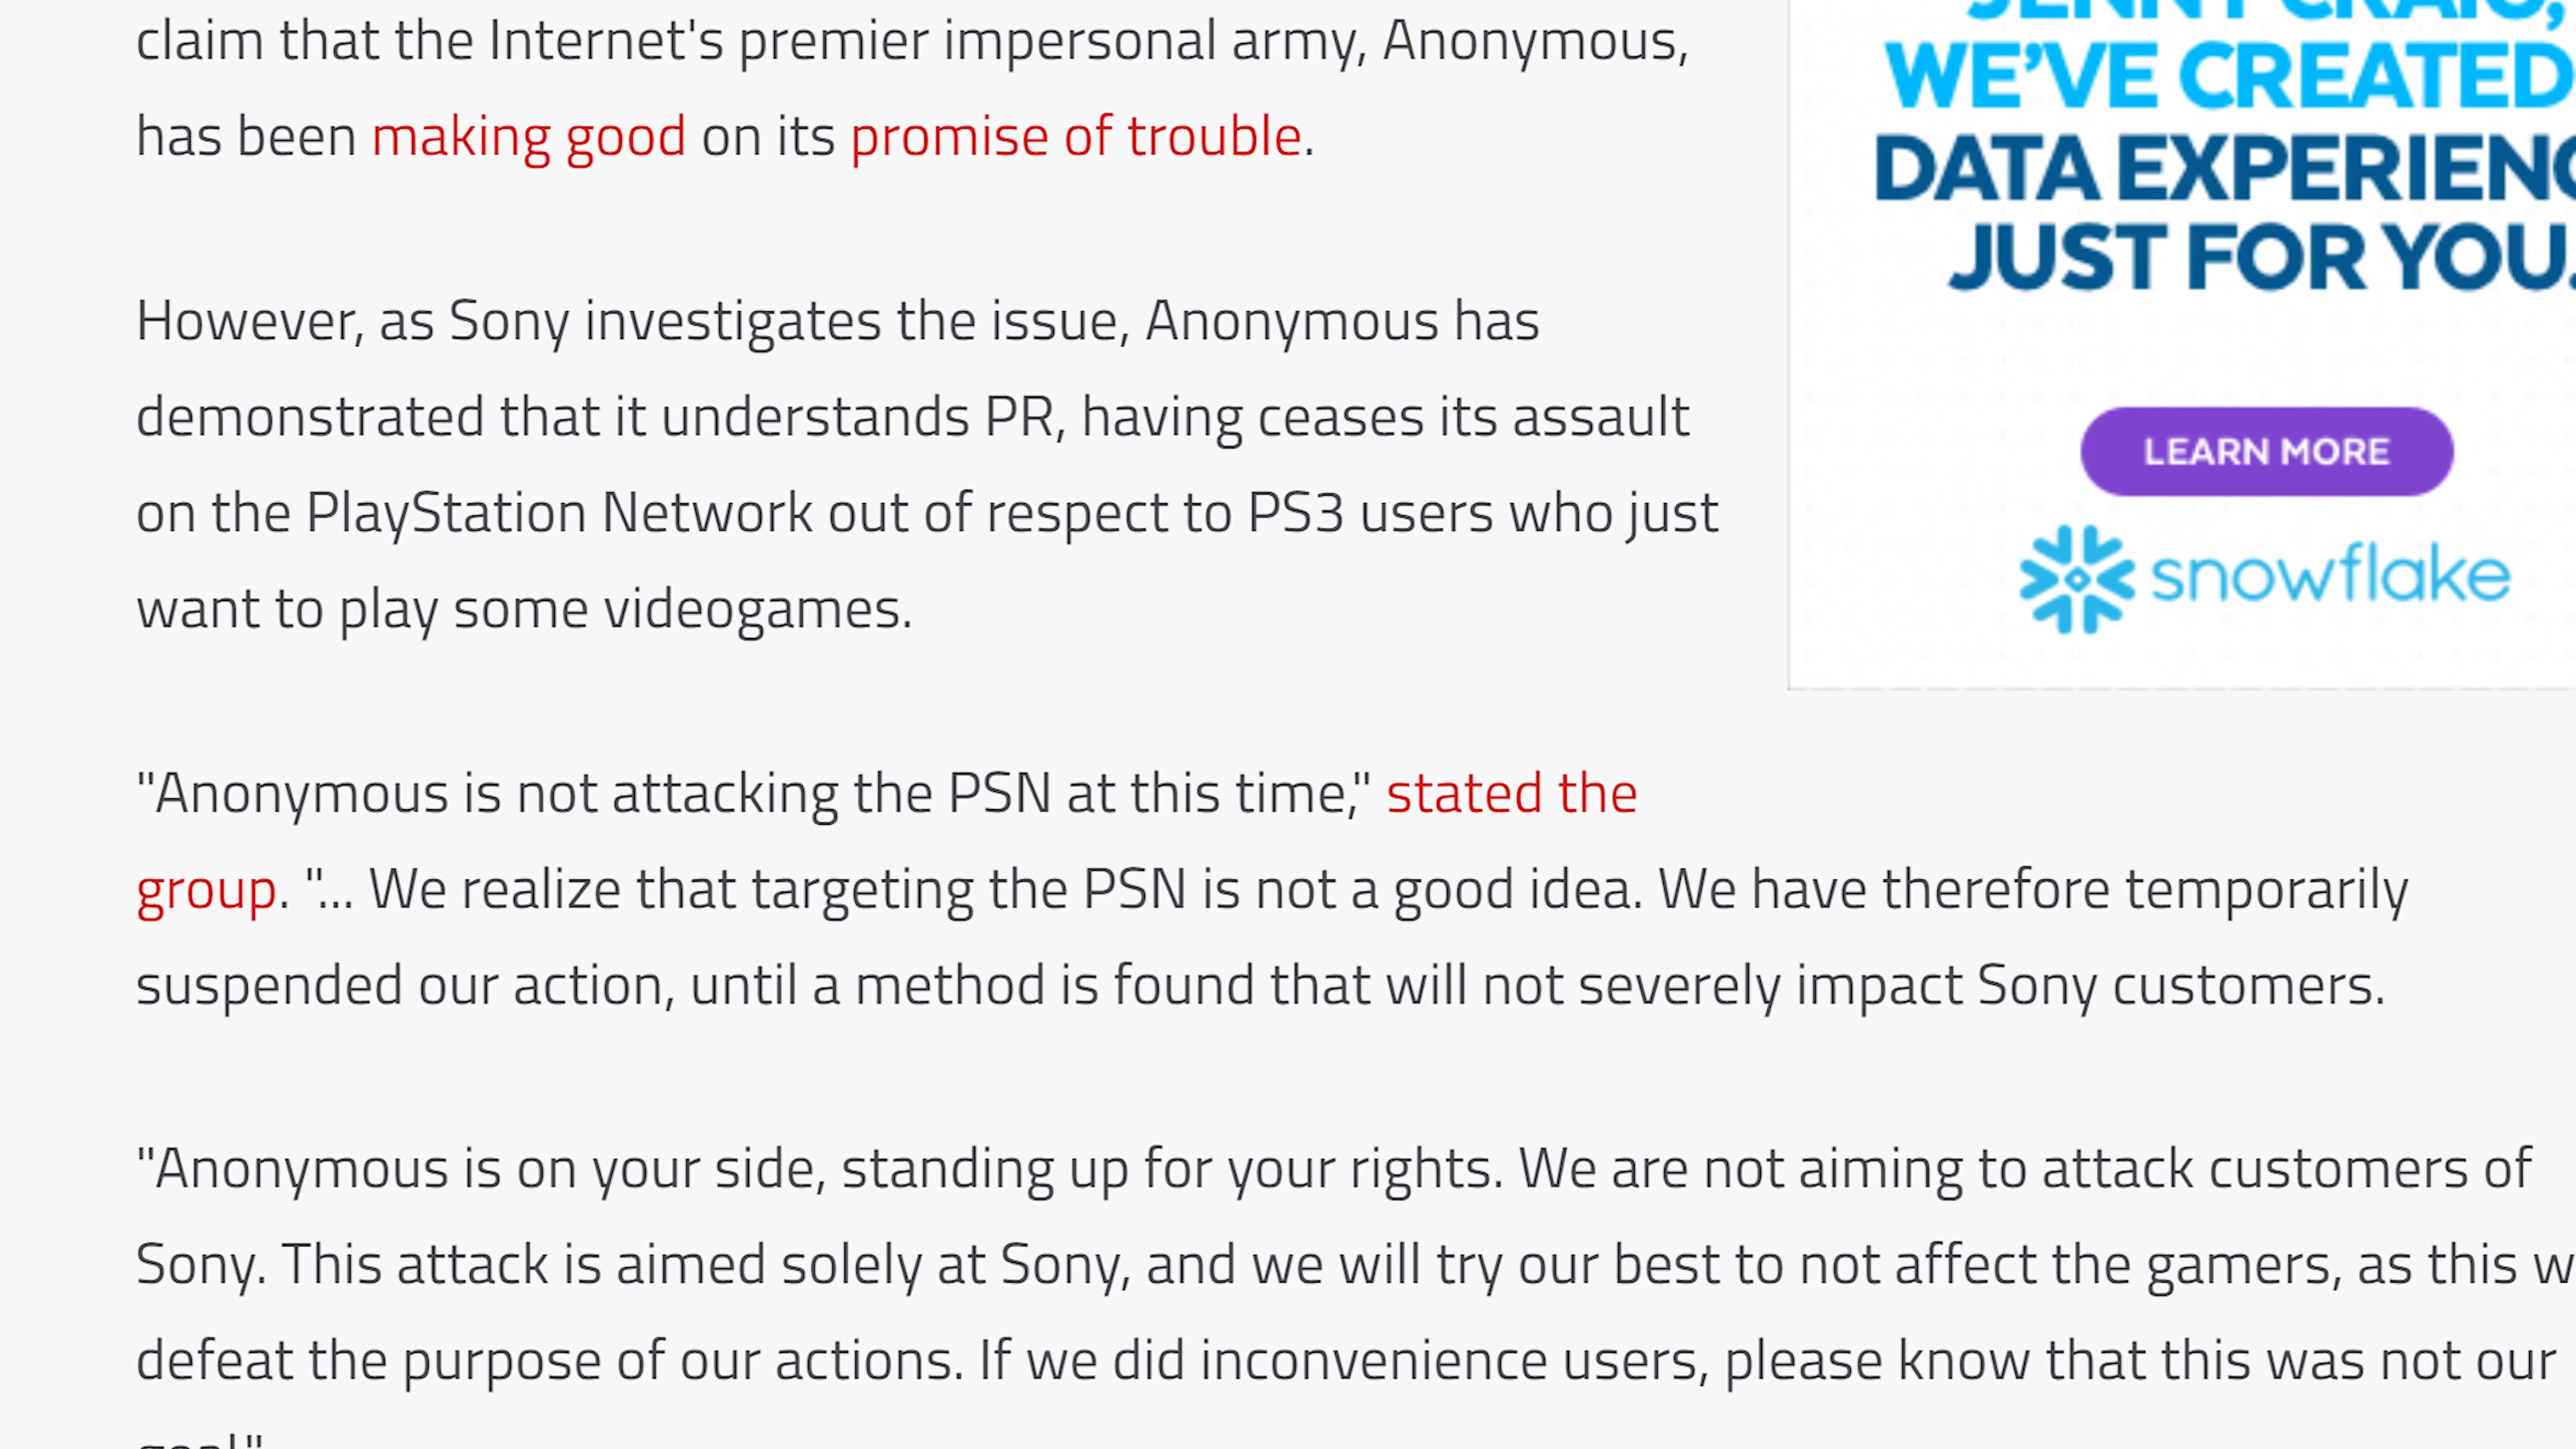 claim that the Internet's premier impersonal army, Anonymous,
has been making good on its promise of trouble.
However, as Sony investigates the issue, Anonymous has
demonstrated that it understands PR, having ceases its assault
on the PlayStation Network out of respect to PS3 users who just
want to play some videogames.
"Anonymous is not attacking the PSN at this time," stated the
group. "... We realize that targeting the PSN is not a good idea. We have therefore temporarily
suspended our action, until a method is found that will not severely impact Sony customers.
"Anonymous is on your side, standing up for your rights. We are not aiming to attack customers of
Sony. This attack is aimed solely at Sony, and we will try our best to not affect the gamers, as this w
defeat the purpose of our actions. If we did inconvenience users, please know that this was not our
JENNY CRAIG,
WE'VE CREATED
DATA EXPERIENC
JUST FOR YOU.
LEARN MORE
snowflake